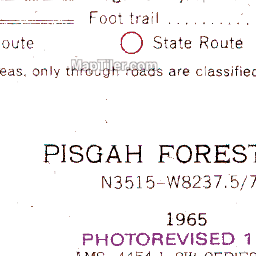 Foot trail
oute State Route
MapTiler.com
eas, only through roads are classified
PISGAH FOREST
N3515-W8237.5/7
1965
PHOTOREVISED 1